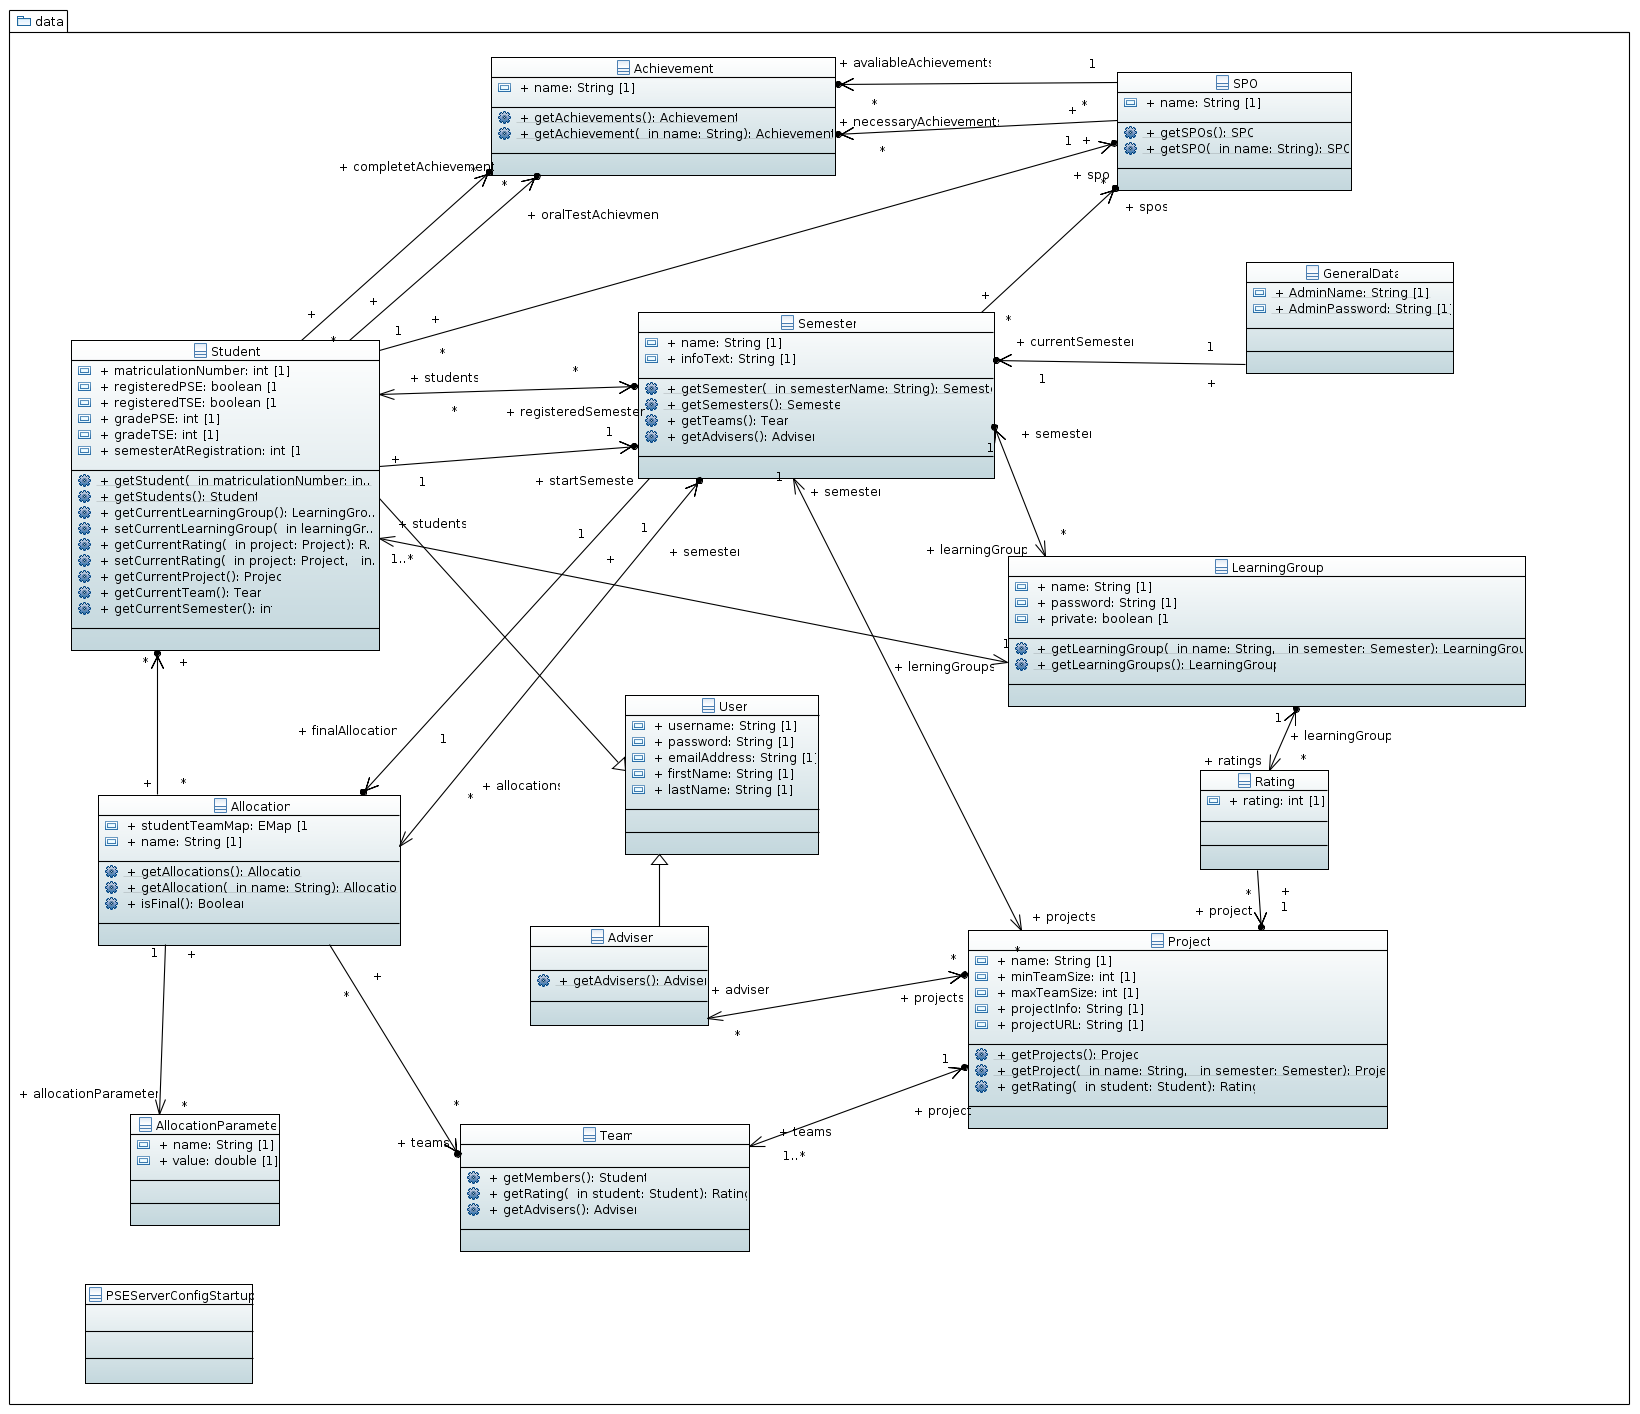 data
Achievement
+ name: String [1]
+ getAchievements(): Achievement
+ getAchievement( in name: String): Achievement
+ avaliableAchievements
1
*
+ necessaryAchievements
+
*
*
SPO
+ name: String [1]
+ getSPOs(): SPO
+ getSPO( in name: String): SPO
1 +
+ spo
*
+ spos
+ completetAchievement
*
*
+ oralTestAchievmen
+
+
+
1
*
*
+
*
GeneralData
+ AdminName: String [1]
+ AdminPassword: String [1]
+ currentSemester
1
1
+
Semester
+ name: String [1]
+ infoText: String [1]
+ getSemester( in semesterName: String): Semeste
+ getSemesters(): Semeste
+ getTeams(): Tear
+ getAdvisers(): Adviser
Student
+ matriculationNumber: int [1]
+ registeredPSE: boolean [1
+ registeredTSE: boolean [1
+ gradePSE: int [1]
+ gradeTSE: int [1]
+ semesterAtRegistration: int [1
+ getStudent( in matriculationNumber: in..
+ getStudents(): Student
+ getCurrentLearningGroup(): LearningGro..
+ setCurrentLearningGroup( in learningGr..
+ getCurrentRating( in project: Project): R.
+ setCurrentRating( in project: Project, in.
+ getCurrentProject(): Projec
+ getCurrentTeam(): Tear
+ getCurrentSemester(): in
+ students
*
*
+ registeredSemester
1
+
1
+ startSemeste
+ students
1..*
+ semester
1
1
+ semester
1
1
+
+ semester
*
+ learningGroup
LearningGroup
+ name: String [1]
+ password: String [1]
+ private: boolean [1
+ getLearningGroup( in name: String, in semester: Semester): LearningGrou
+ getLearningGroups(): LearningGroup
1
+ lerningGroups
* +
+ *
+ finalAllocation
1
+ allocations
*
User
+ username: String [1]
+ password: String [1]
+ emailAddress: String [1]
+ firstName: String [1]
+ lastName: String [1]
1
+ learningGroup
+ ratings
*
Rating
+ rating: int [1]
*
+
1
+ project
Allocation
+ studentTeamMap: EMap [1
+ name: String [1]
+ getAllocations(): Allocatio
+ getAllocation( in name: String): Allocatio
+ isFinal(): Boolear
1
+
+
*
Adviser
+ getAdvisers(): Adviser
+ adviser
*
*
+ projects
+ projects
*
Project
+ name: String [1]
+ minTeamSize: int [1]
+ maxTeamSize: int [1]
+ projectInfo: String [1]
+ projectURL: String [1]
+ getProjects(): Projec
+ getProject( in name: String, in semester: Semester): Proje
+ getRating( in student: Student): Rating
1
+ project
+ teams
1..*
+ allocationParameter
*
AllocationParamete
+ name: String [1]
+ value: double [1]
*
+ teams
Team
+ getMembers(): Student
+ getRating( in student: Student): Rating
+ getAdvisers(): Adviser
PSEServerConfigStartup